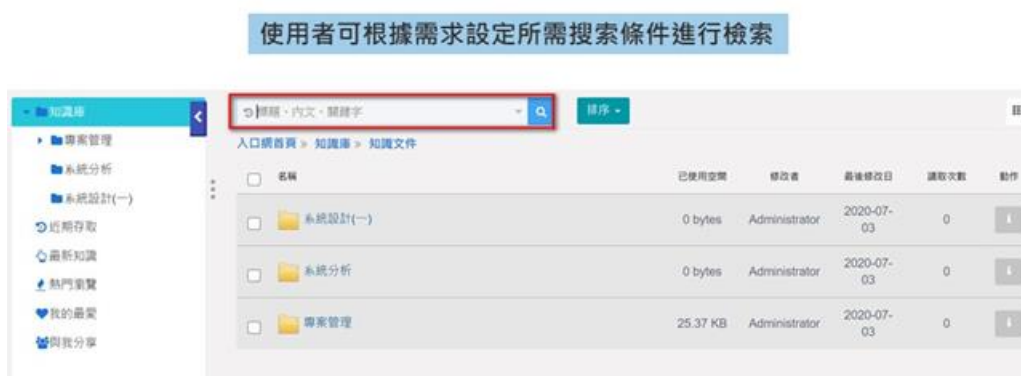 使用者可根據需求設定所需搜索條件進行檢索
知識庫
標題、內文、關鍵字
排序
專案管理
入口網首頁 » 知識庫 » 知識文件
系統分析
名稱 已使用空間 修改者 最後修改日 讀取次數 動作
系統設計(一)
系統設計(一) 0 bytes Administrator 2020-07-03 0
近期存取
最新知識
系統分析 0 bytes Administrator 2020-07-03 0
熱門瀏覽
我的最愛
專案管理 25.37 KB Administrator 2020-07-03 0
與我分享